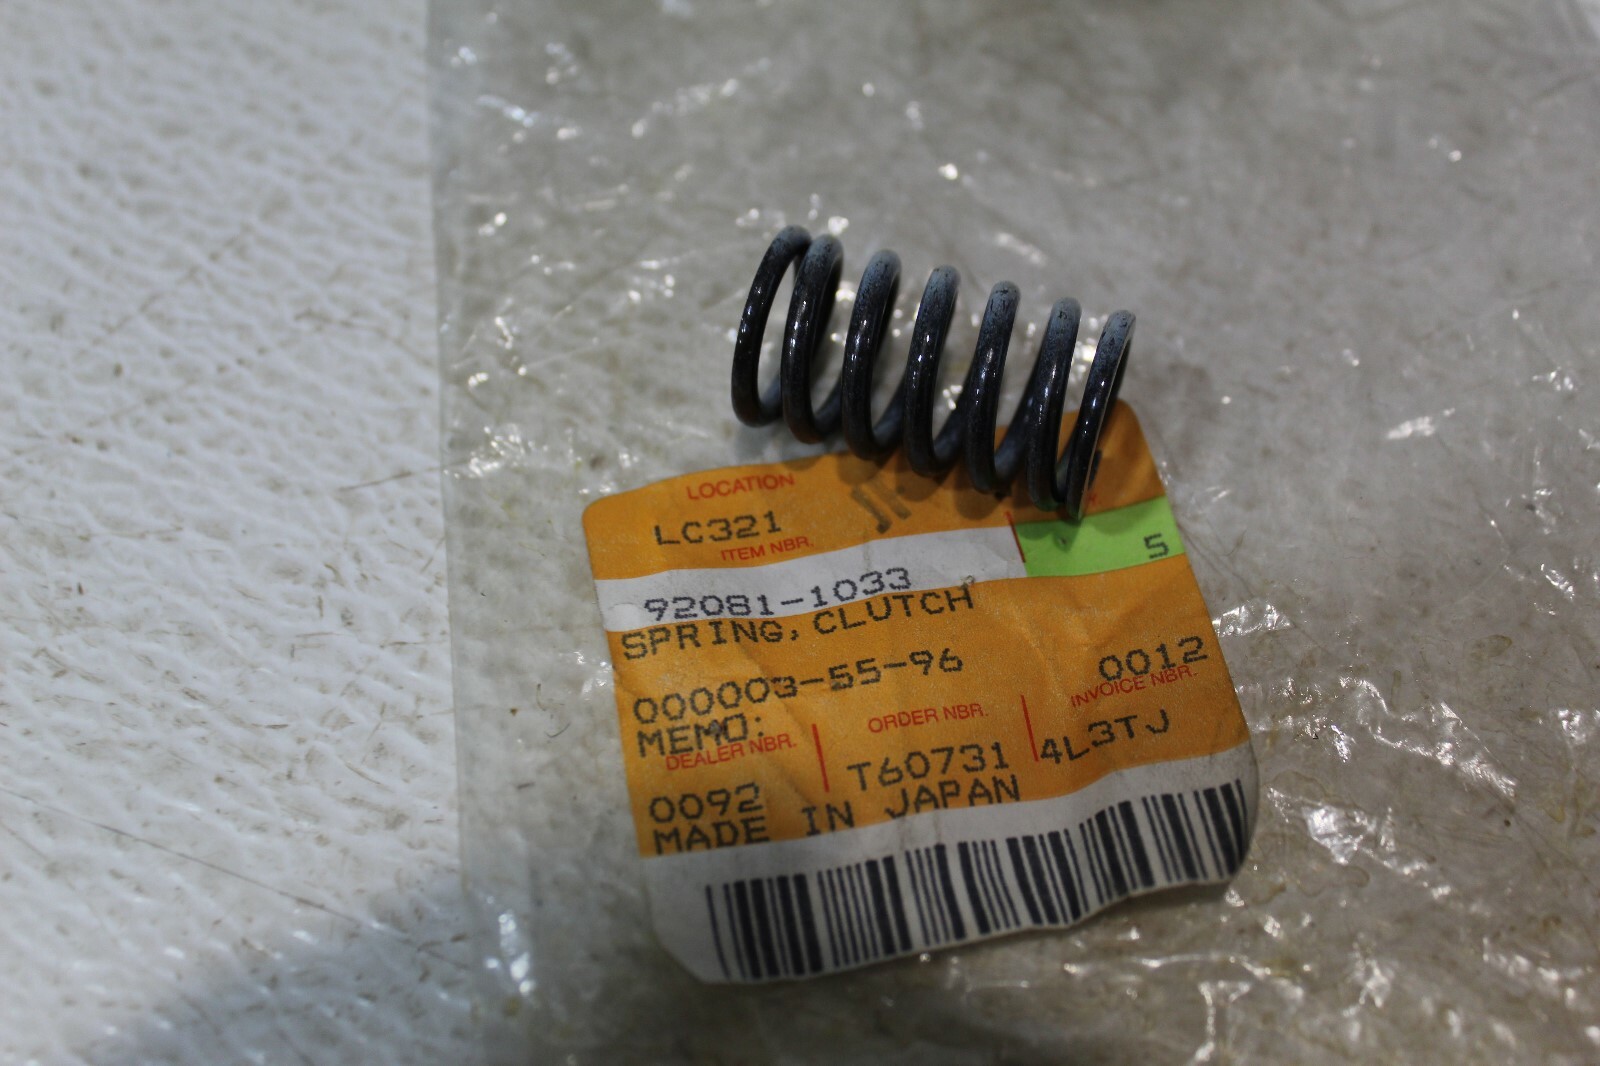 LOCATION
LC321
ITEM NBR.
5
92081-1033
SPRING, CLUTCH
000003-55-96
0012
MEMO:
INVOICE NBR.
DEALER NBR.
ORDER NBR.
0092
T60731
4L3TJ
MADE IN JAPAN